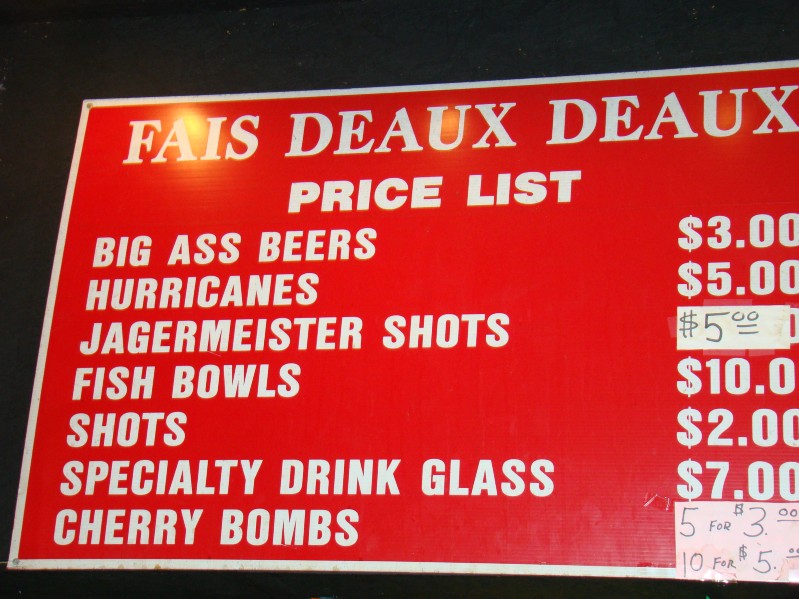 FAIS DEAUX DEAUX
PRICE LIST
BIG ASS BEERS $3.00
HURRICANES $5.00
JAGERMEISTER SHOTS $5.00
FISH BOWLS $10.0
SHOTS $2.00
SPECIALTY DRINK GLASS $7.00
CHERRY BOMBS 5 FOR $3.00
10 FOR $5.00